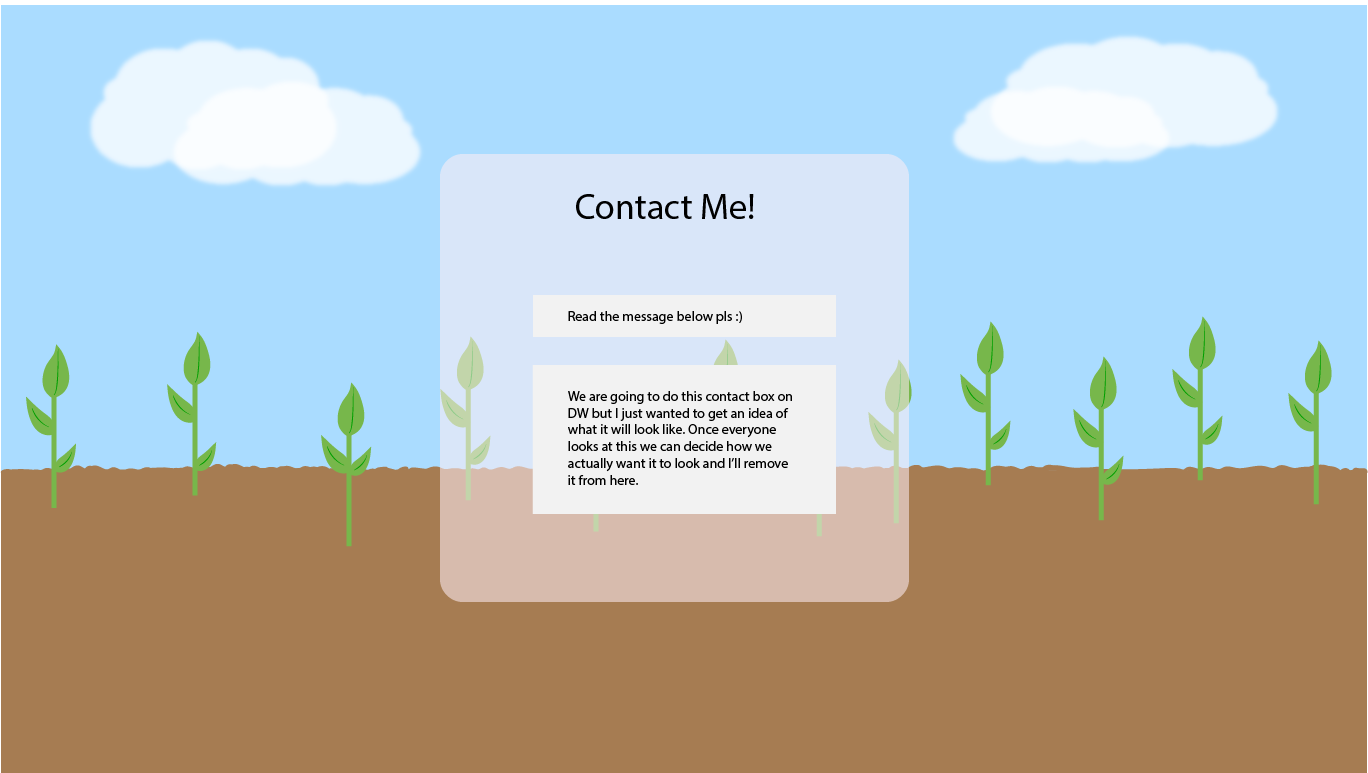 Contact Me!
Read the message below pls :)
We are going to do this contact box on
DW but I just wanted to get an idea of
what it will look like. Once everyone
looks at this we can decide how we
actually want it to look and I’ll remove
it from here.